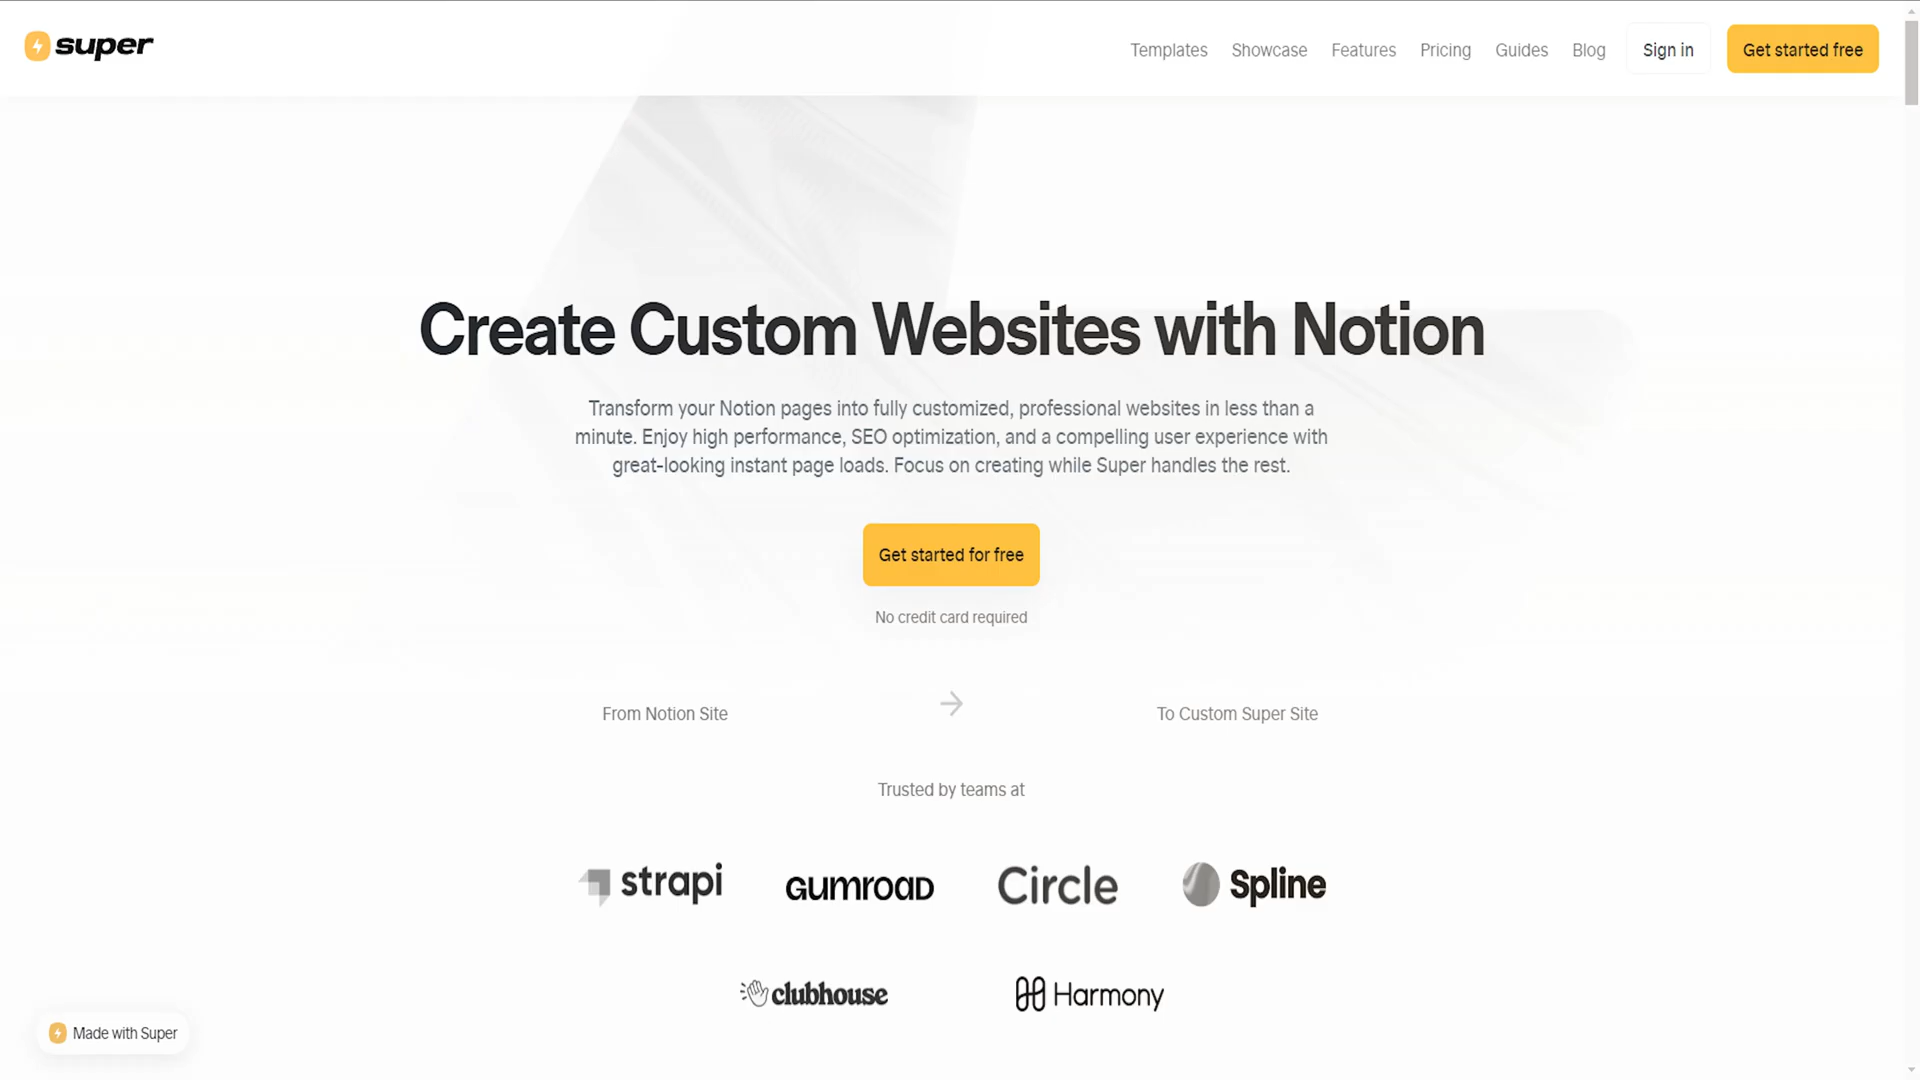 super
Templates Showcase Features Pricing Guides Blog Sign in Get started free
Create Custom Websites with Notion
Transform your Notion pages into fully customized, professional websites in less than a
minute. Enjoy high performance, SEO optimization, and a compelling user experience with
great-looking instant page loads. Focus on creating while Super handles the rest.
Get started for free
No credit card required
From Notion Site
To Custom Super Site
Trusted by teams at
strapi GUMROAD Circle Spline
clubhouse Harmony
Made with Super